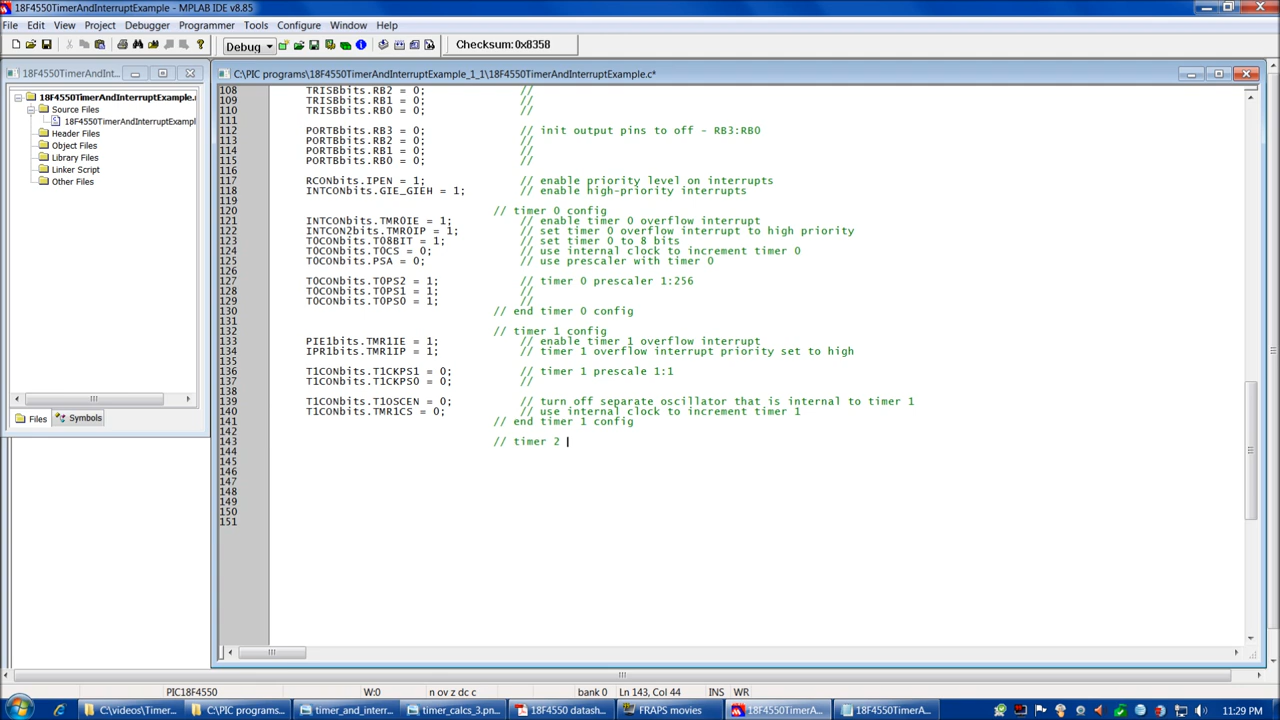 18F4550TimerAndInterruptExample - MPLAB IDE v8.85
File Edit View Project Debugger Programmer Tools Configure Window Help
Debug
Checksum:0x8358
18F4550TimerAndInt...
C:\PIC programs\18F4550TimerAndInterruptExample_1_1\18F4550TimerAndInterruptExample.c*
18F4550TimerAndInterruptExample.
Source Files
18F4550TimerAndInterruptExampl
Header Files
Object Files
Library Files
Linker Script
Other Files
Files
Symbols
108 TRISBbits.RB2 = 0; //
109 TRISBbits.RB1 = 0; //
110 TRISBbits.RB0 = 0; //
111
112 PORTBbits.RB3 = 0; // init output pins to off - RB3:RB0
113 PORTBbits.RB2 = 0; //
114 PORTBbits.RB1 = 0; //
115 PORTBbits.RB0 = 0; //
116
117 RCONbits.IPEN = 1; // enable priority level on interrupts
118 INTCONbits.GIE_GIEH = 1; // enable high-priority interrupts
119
120 // timer 0 config
121 INTCONbits.TMR0IE = 1; // enable timer 0 overflow interrupt
122 INTCON2bits.TMR0IP = 1; // set timer 0 overflow interrupt to high priority
123 T0CONbits.T08BIT = 1; // set timer 0 to 8 bits
124 T0CONbits.T0CS = 0; // use internal clock to increment timer 0
125 T0CONbits.PSA = 0; // use prescaler with timer 0
126
127 T0CONbits.T0PS2 = 1; // timer 0 prescaler 1:256
128 T0CONbits.T0PS1 = 1; //
129 T0CONbits.T0PS0 = 1; //
130 // end timer 0 config
131
132 // timer 1 config
133 PIE1bits.TMR1IE = 1; // enable timer 1 overflow interrupt
134 IPR1bits.TMR1IP = 1; // timer 1 overflow interrupt priority set to high
135
136 T1CONbits.T1CKPS1 = 0; // timer 1 prescale 1:1
137 T1CONbits.T1CKPS0 = 0; //
138
139 T1CONbits.T1OSCEN = 0; // turn off separate oscillator that is internal to timer 1
140 T1CONbits.TMR1CS = 0; // use internal clock to increment timer 1
141 // end timer 1 config
142
143 // timer 2
144
145
146
147
148
149
150
151
PIC18F4550 W:0 n ov z dc c bank 0 Ln 143, Col 44 INS WR
C:\videos\Timer... C:\PIC programs... timer_and_interr... timer_calcs_3.pn... 18F4550 datash... FRAPS movies 18F4550TimerA... 18F4550TimerA... 11:29 PM